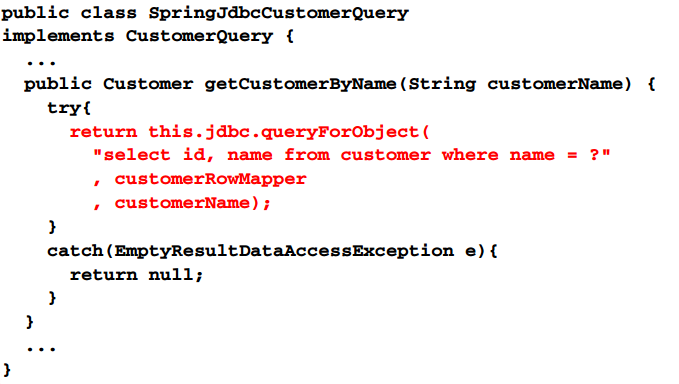 public class SpringJdbcCustomerQuery
implements CustomerQuery {
  ...
  public Customer getCustomerByName(String customerName) {
    try{
      return this.jdbc.queryForObject(
        "select id, name from customer where name = ?"
        , customerRowMapper
        , customerName);
    }
    catch(EmptyResultDataAccessException e){
      return null;
    }
  }
  ...
}